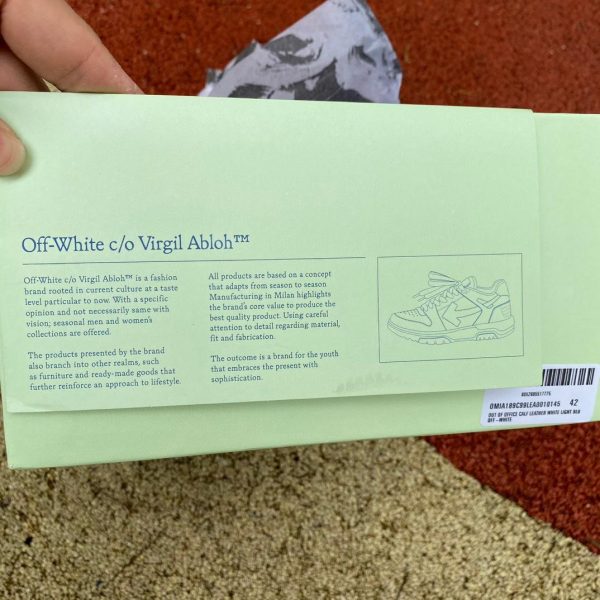 Off-White c/o Virgil Abloh™
Off-White c/o Virgil Abloh™ is a fashion
brand rooted in current culture at a taste
level particular to now. With a specific
opinion and not necessarily same with
vision; seasonal men and women's
collections are offered.
The products presented by the brand
also branch into other realms, such
as furniture and ready-made goods that
further reinforce an approach to lifestyle.
All products are based on a concept
that adapts from season to season
Manufacturing in Milan highlights
the brand's core value to produce the
best quality product. Using careful
attention to detail regarding material,
fit and fabrication.
The outcome is a brand for the youth
that embraces the present with
sophistication.
42
OUT OF OFFICE CALF LEATHER WHITE LIGHT
OFF-WHITE